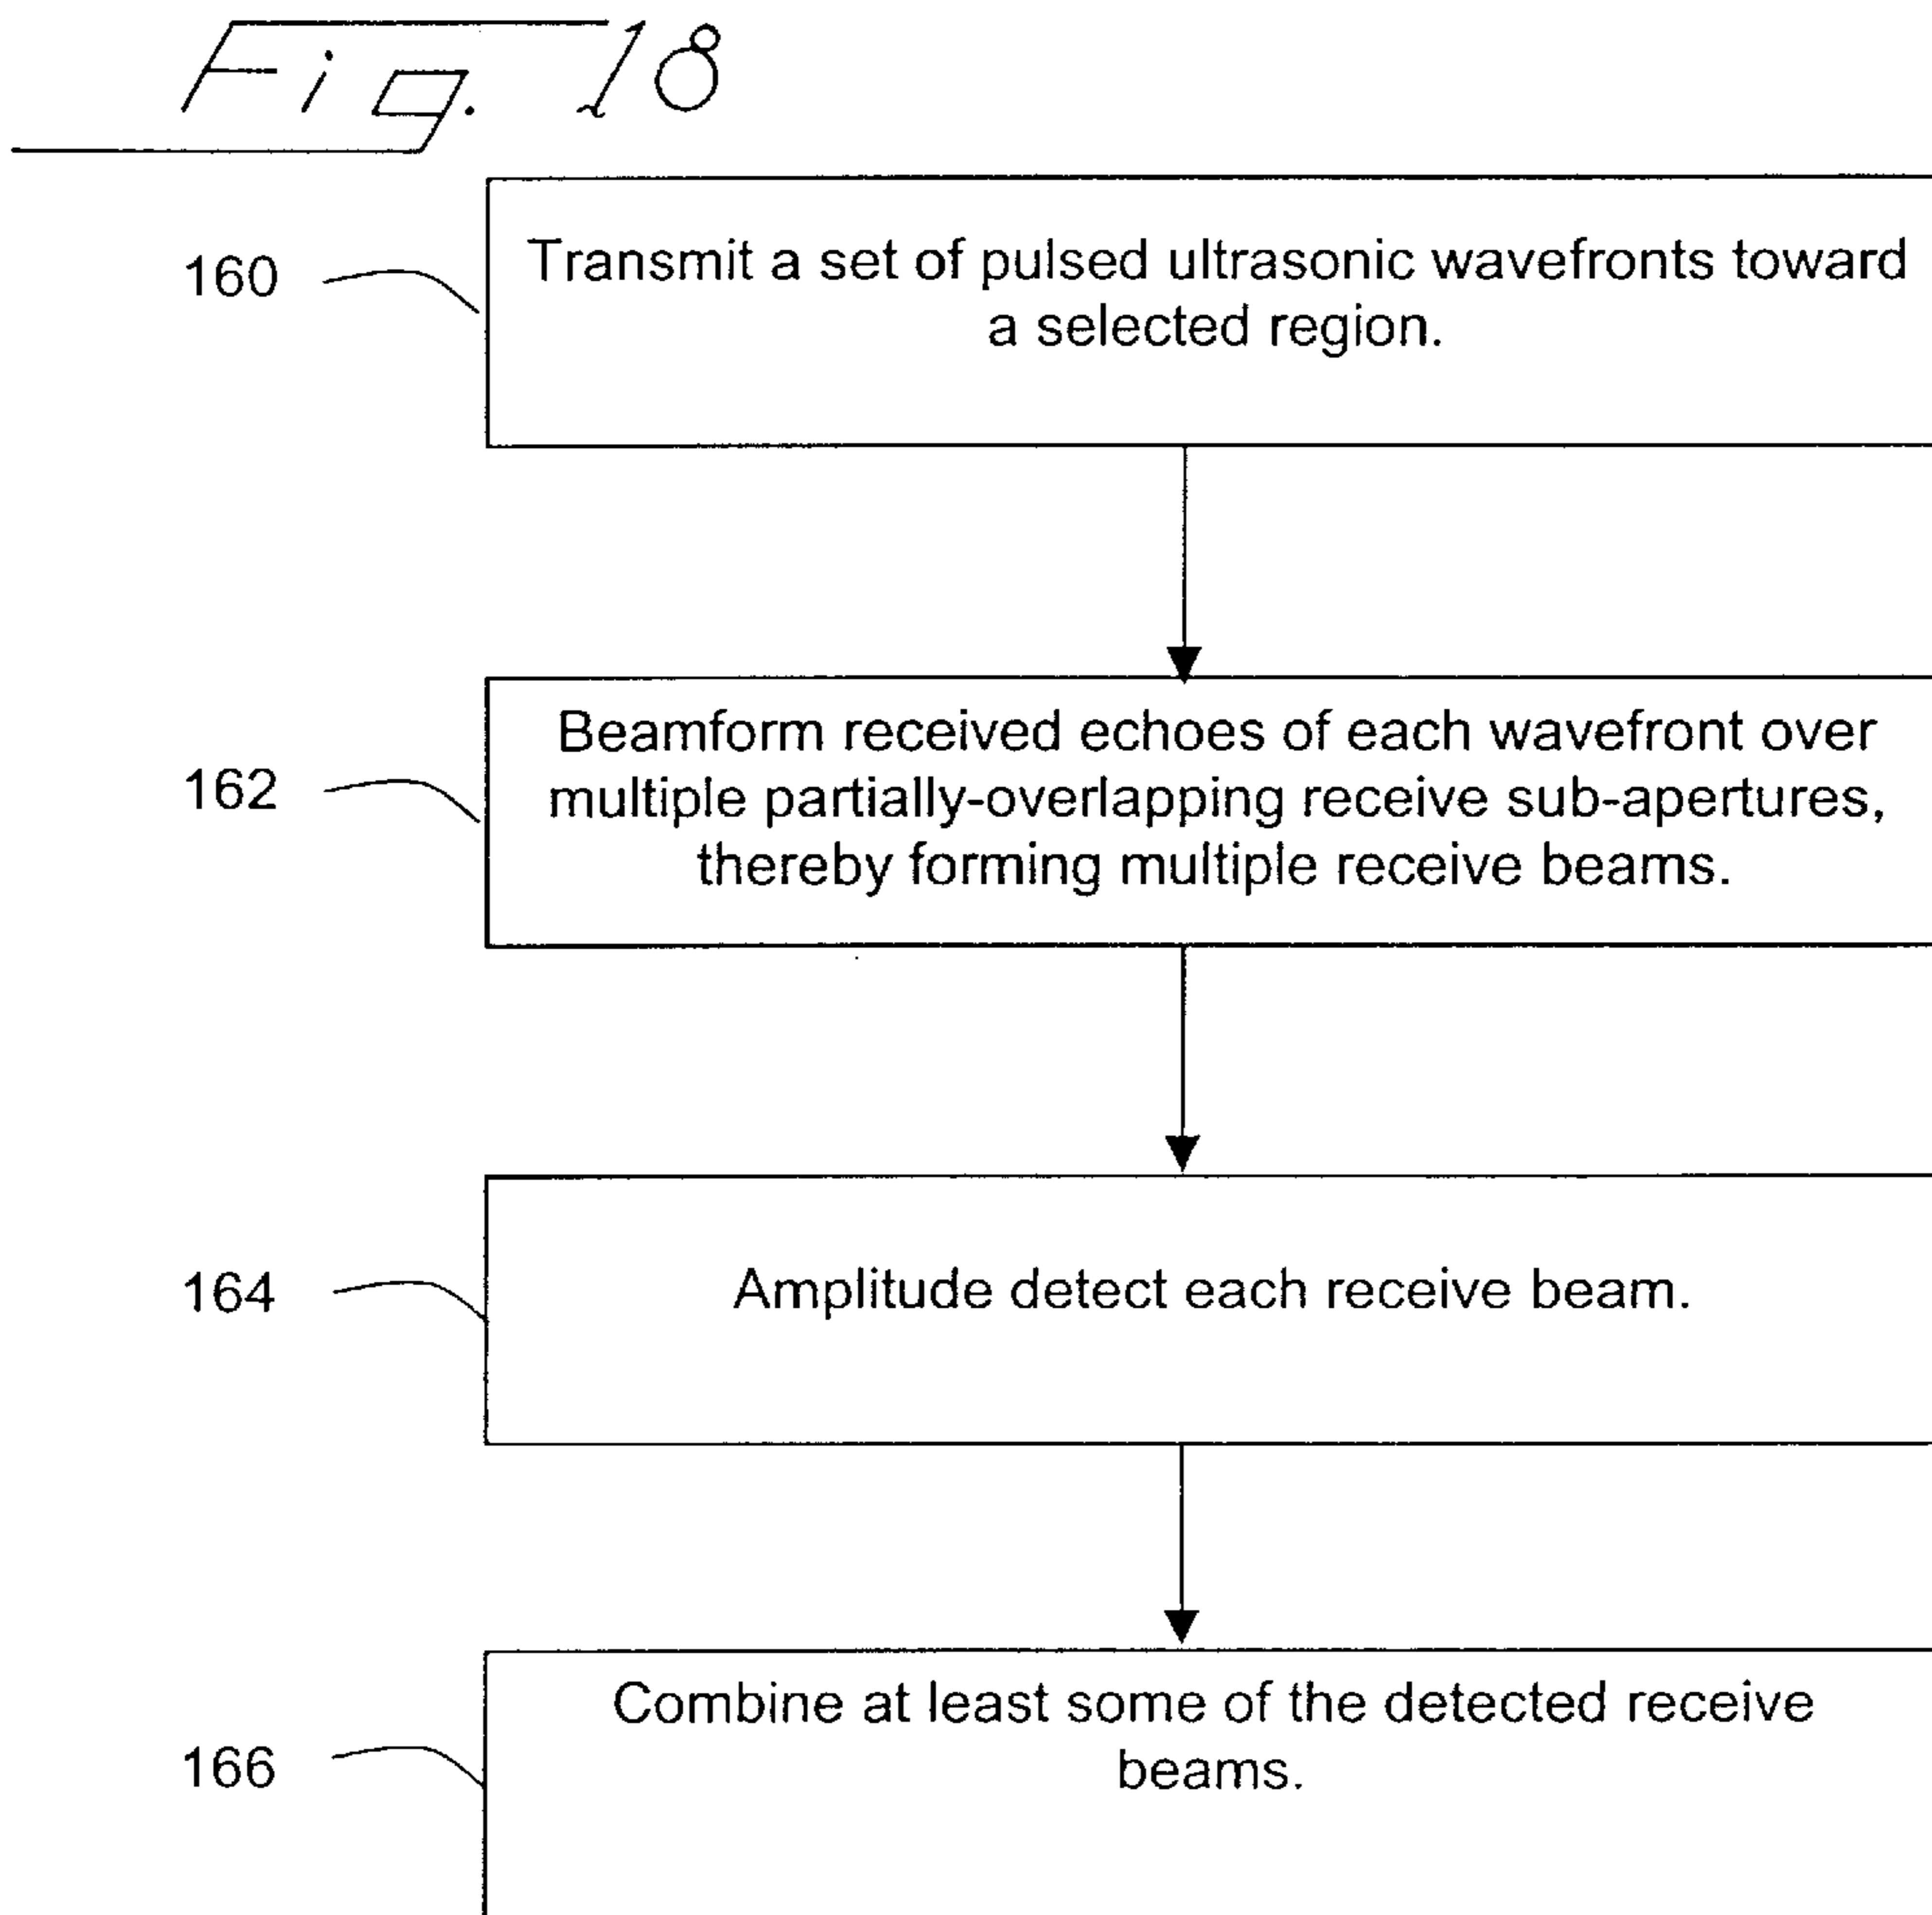 Fig. 18
160
Transmit a set of pulsed ultrasonic wavefronts toward
a selected region.
162
Beamform received echoes of each wavefront over
multiple partially-overlapping receive sub-apertures,
thereby forming multiple receive beams.
164
Amplitude detect each receive beam.
166
Combine at least some of the detected receive
beams.